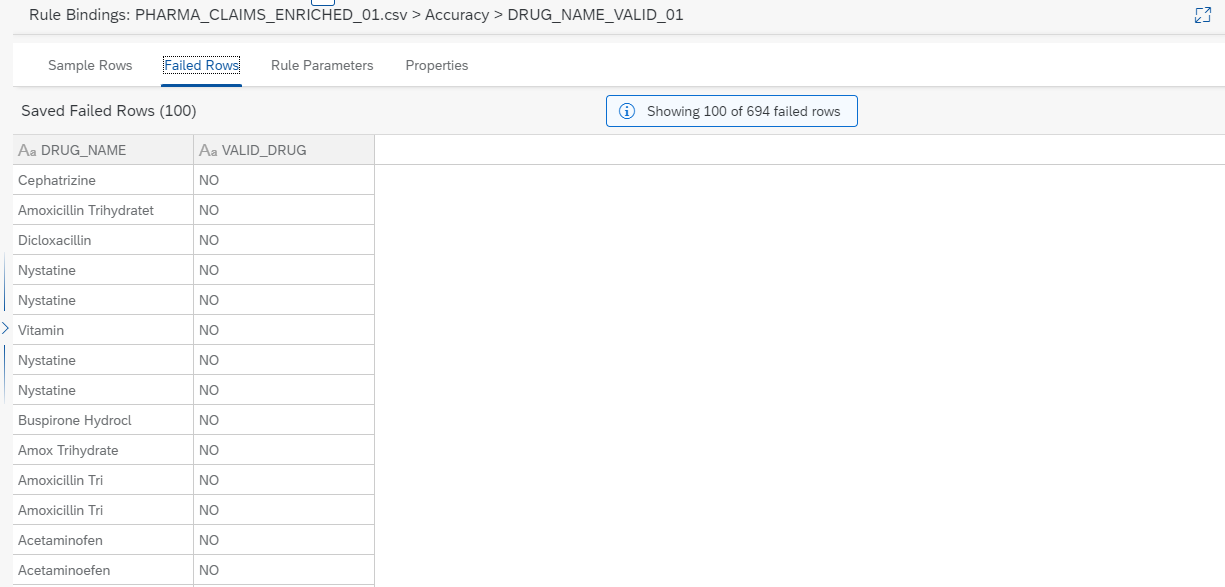 Rule Bindings: PHARMA_CLAIMS_ENRICHED_01.csv > Accuracy > DRUG_NAME_VALID_01
Sample Rows Failed Rows Rule Parameters Properties
Saved Failed Rows (100) Showing 100 of 694 failed rows
Aa DRUG_NAME Aa VALID_DRUG
Cephatrizine NO
Amoxicillin Trihydratet NO
Dicloxacillin NO
Nystatine NO
Nystatine NO
Vitamin NO
Nystatine NO
Nystatine NO
Buspirone Hydrocl NO
Amox Trihydrate NO
Amoxicillin Tri NO
Amoxicillin Tri NO
Acetaminofen NO
Acetaminoefen NO